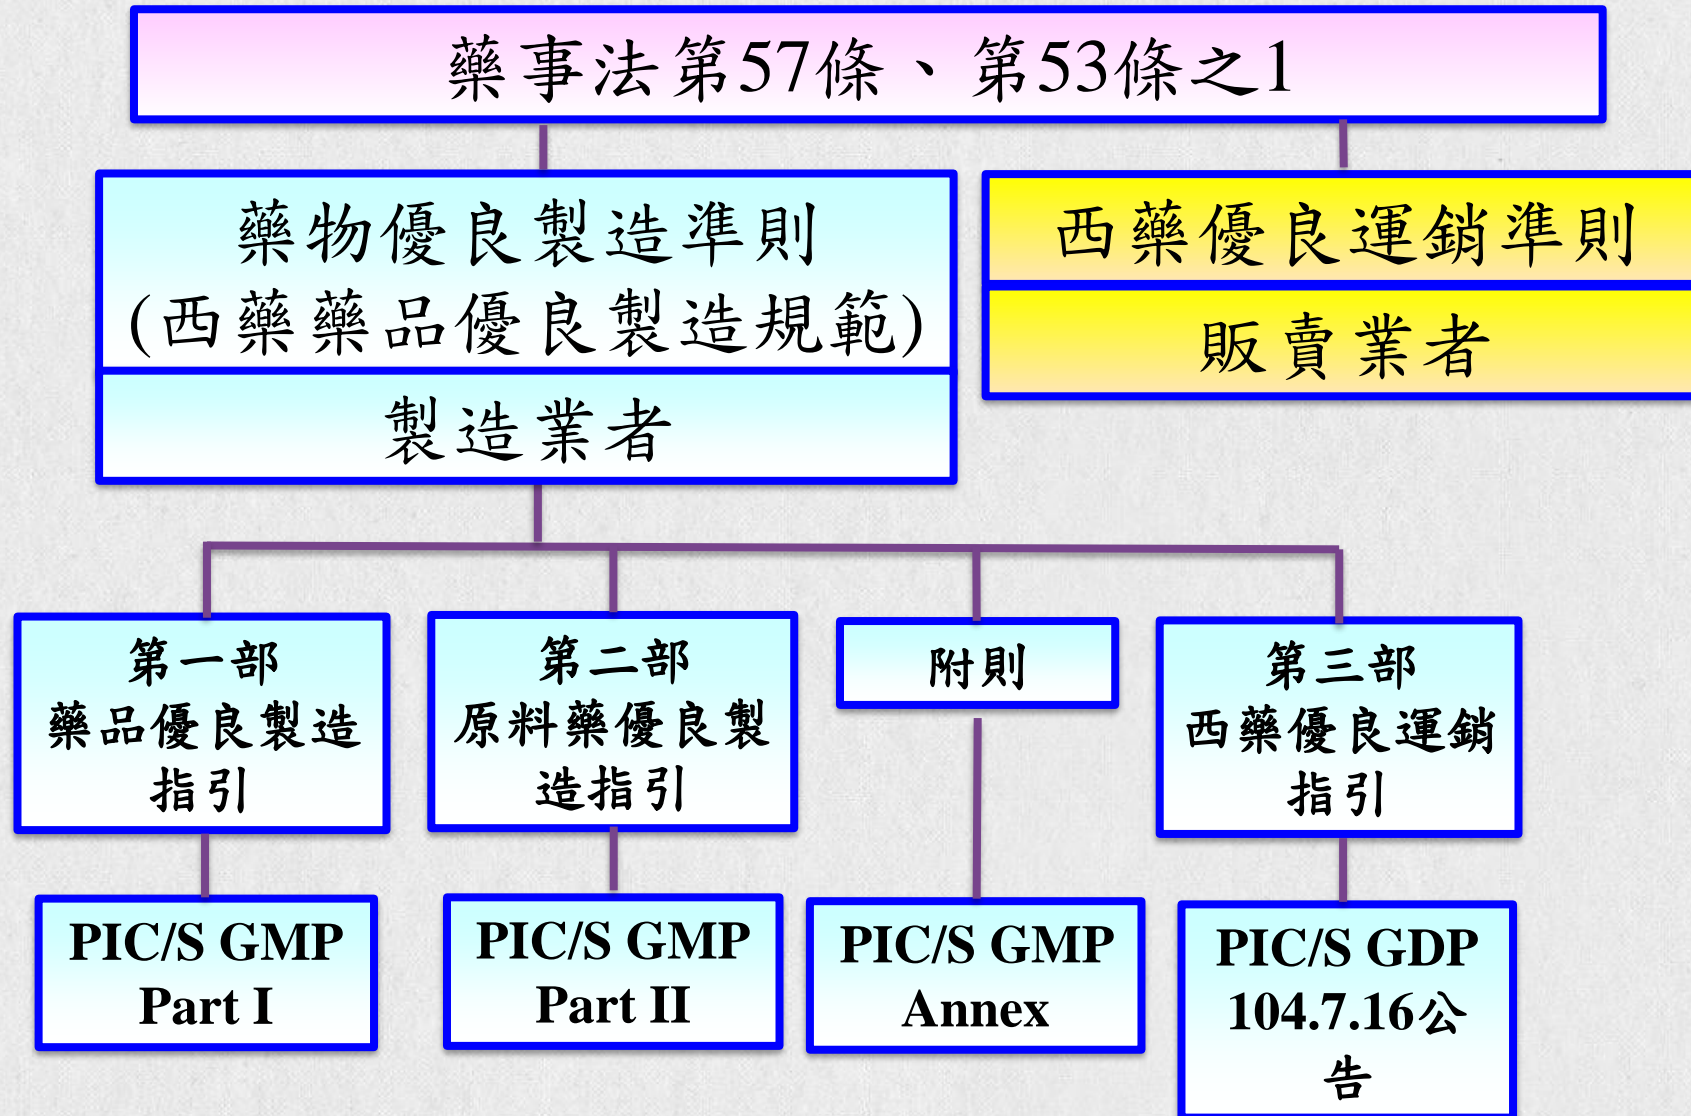 藥事法第57條、第53條之1
藥物優良製造準則
(西藥藥品優良製造規範)
製造業者
西藥優良運銷準則
販賣業者
第一部
藥品優良製造
指引
第二部
原料藥優良製
造指引
附則
第三部
西藥優良運銷
指引
PIC/S GMP
Part I
PIC/S GMP
Part II
PIC/S GMP
Annex
PIC/S GDP
104.7.16公
告